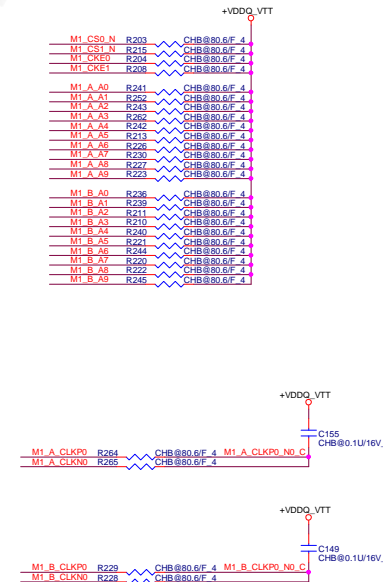 +VDDQ_VTT
M1_CS0_N R203 CHB@80.6/F_4
M1_CS1_N R215 CHB@80.6/F_4
M1_CKE0 R204 CHB@80.6/F_4
M1_CKE1 R208 CHB@80.6/F_4
M1_A_A0 R241 CHB@80.6/F_4
M1_A_A1 R252 CHB@80.6/F_4
M1_A_A2 R243 CHB@80.6/F_4
M1_A_A3 R262 CHB@80.6/F_4
M1_A_A4 R242 CHB@80.6/F_4
M1_A_A5 R213 CHB@80.6/F_4
M1_A_A6 R226 CHB@80.6/F_4
M1_A_A7 R230 CHB@80.6/F_4
M1_A_A8 R227 CHB@80.6/F_4
M1_A_A9 R223 CHB@80.6/F_4
M1_B_A0 R236 CHB@80.6/F_4
M1_B_A1 R239 CHB@80.6/F_4
M1_B_A2 R211 CHB@80.6/F_4
M1_B_A3 R210 CHB@80.6/F_4
M1_B_A4 R240 CHB@80.6/F_4
M1_B_A5 R221 CHB@80.6/F_4
M1_B_A6 R244 CHB@80.6/F_4
M1_B_A7 R220 CHB@80.6/F_4
M1_B_A8 R222 CHB@80.6/F_4
M1_B_A9 R245 CHB@80.6/F_4
+VDDQ_VTT
C155
CHB@0.1U/16V_
M1_A_CLKP0 R264 CHB@80.6/F_4 M1_A_CLKP0_N0_C
M1_A_CLKN0 R265 CHB@80.6/F_4
+VDDQ_VTT
C149
CHB@0.1U/16V_
M1_B_CLKP0 R229 CHB@80.6/F_4 M1_B_CLKP0_N0_C
M1_B_CLKN0 R228 CHB@80.6/F_4